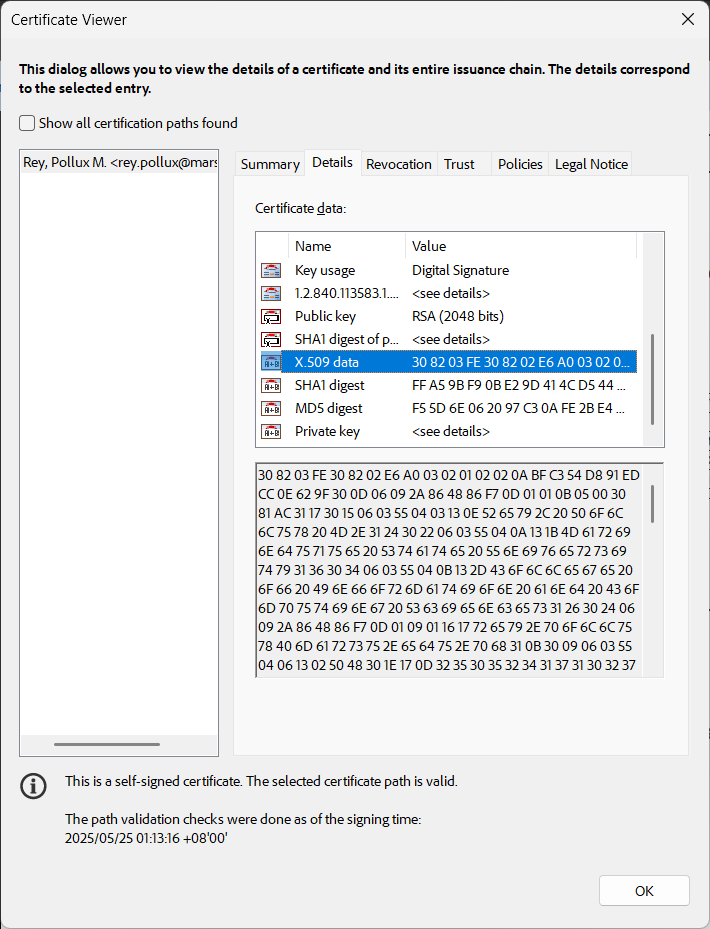 Certificate Viewer
This dialog allows you to view the details of a certificate and its entire issuance chain. The details correspond
to the selected entry.
Show all certification paths found
Rey, Pollux M. <rey.pollux@mars
Summary Details Revocation Trust Policies Legal Notice
Certificate data:
Name Value
Key usage Digital Signature
1.2.840.113583.1.... <see details>
Public key RSA (2048 bits)
SHA1 digest of p... <see details>
X.509 data 30 82 03 FE 30 82 02 E6 A0 03 02 0...
SHA1 digest FF A5 9B F9 0B E2 9D 41 4C D5 44 ...
MD5 digest F5 5D 6E 06 20 97 C3 0A FE 2B E4 ...
Private key <see details>
30 82 03 FE 30 82 02 E6 A0 03 02 01 02 02 0A BF C3 54 D8 91 ED
CC 0E 62 9F 30 0D 06 09 2A 86 48 86 F7 0D 01 01 0B 05 00 30
81 AC 31 17 30 15 06 03 55 04 03 13 0E 52 65 79 2C 20 50 6F 6C
6C 75 78 20 4D 2E 31 24 30 22 06 03 55 04 0A 13 1B 4D 61 72 69
6E 64 75 71 75 65 20 53 74 61 74 65 20 55 6E 69 76 65 72 73 69
74 79 31 36 30 34 06 03 55 04 0B 13 2D 43 6F 6C 6C 65 67 65 20
6F 66 20 49 6E 66 6F 72 6D 61 74 69 6F 6E 20 61 6E 64 20 43 6F
6D 70 75 74 69 6E 67 20 53 63 69 65 6E 63 65 73 31 26 30 24 06
09 2A 86 48 86 F7 0D 01 09 01 16 17 72 65 79 2E 70 6F 6C 6C 75
78 40 6D 61 72 73 75 2E 65 64 75 2E 70 68 31 0B 30 09 06 03 55
04 06 13 02 50 48 30 1E 17 0D 32 35 30 35 32 34 31 37 31 30 32 37
This is a self-signed certificate. The selected certificate path is valid.
The path validation checks were done as of the signing time:
2025/05/25 01:13:16 +08'00'
OK